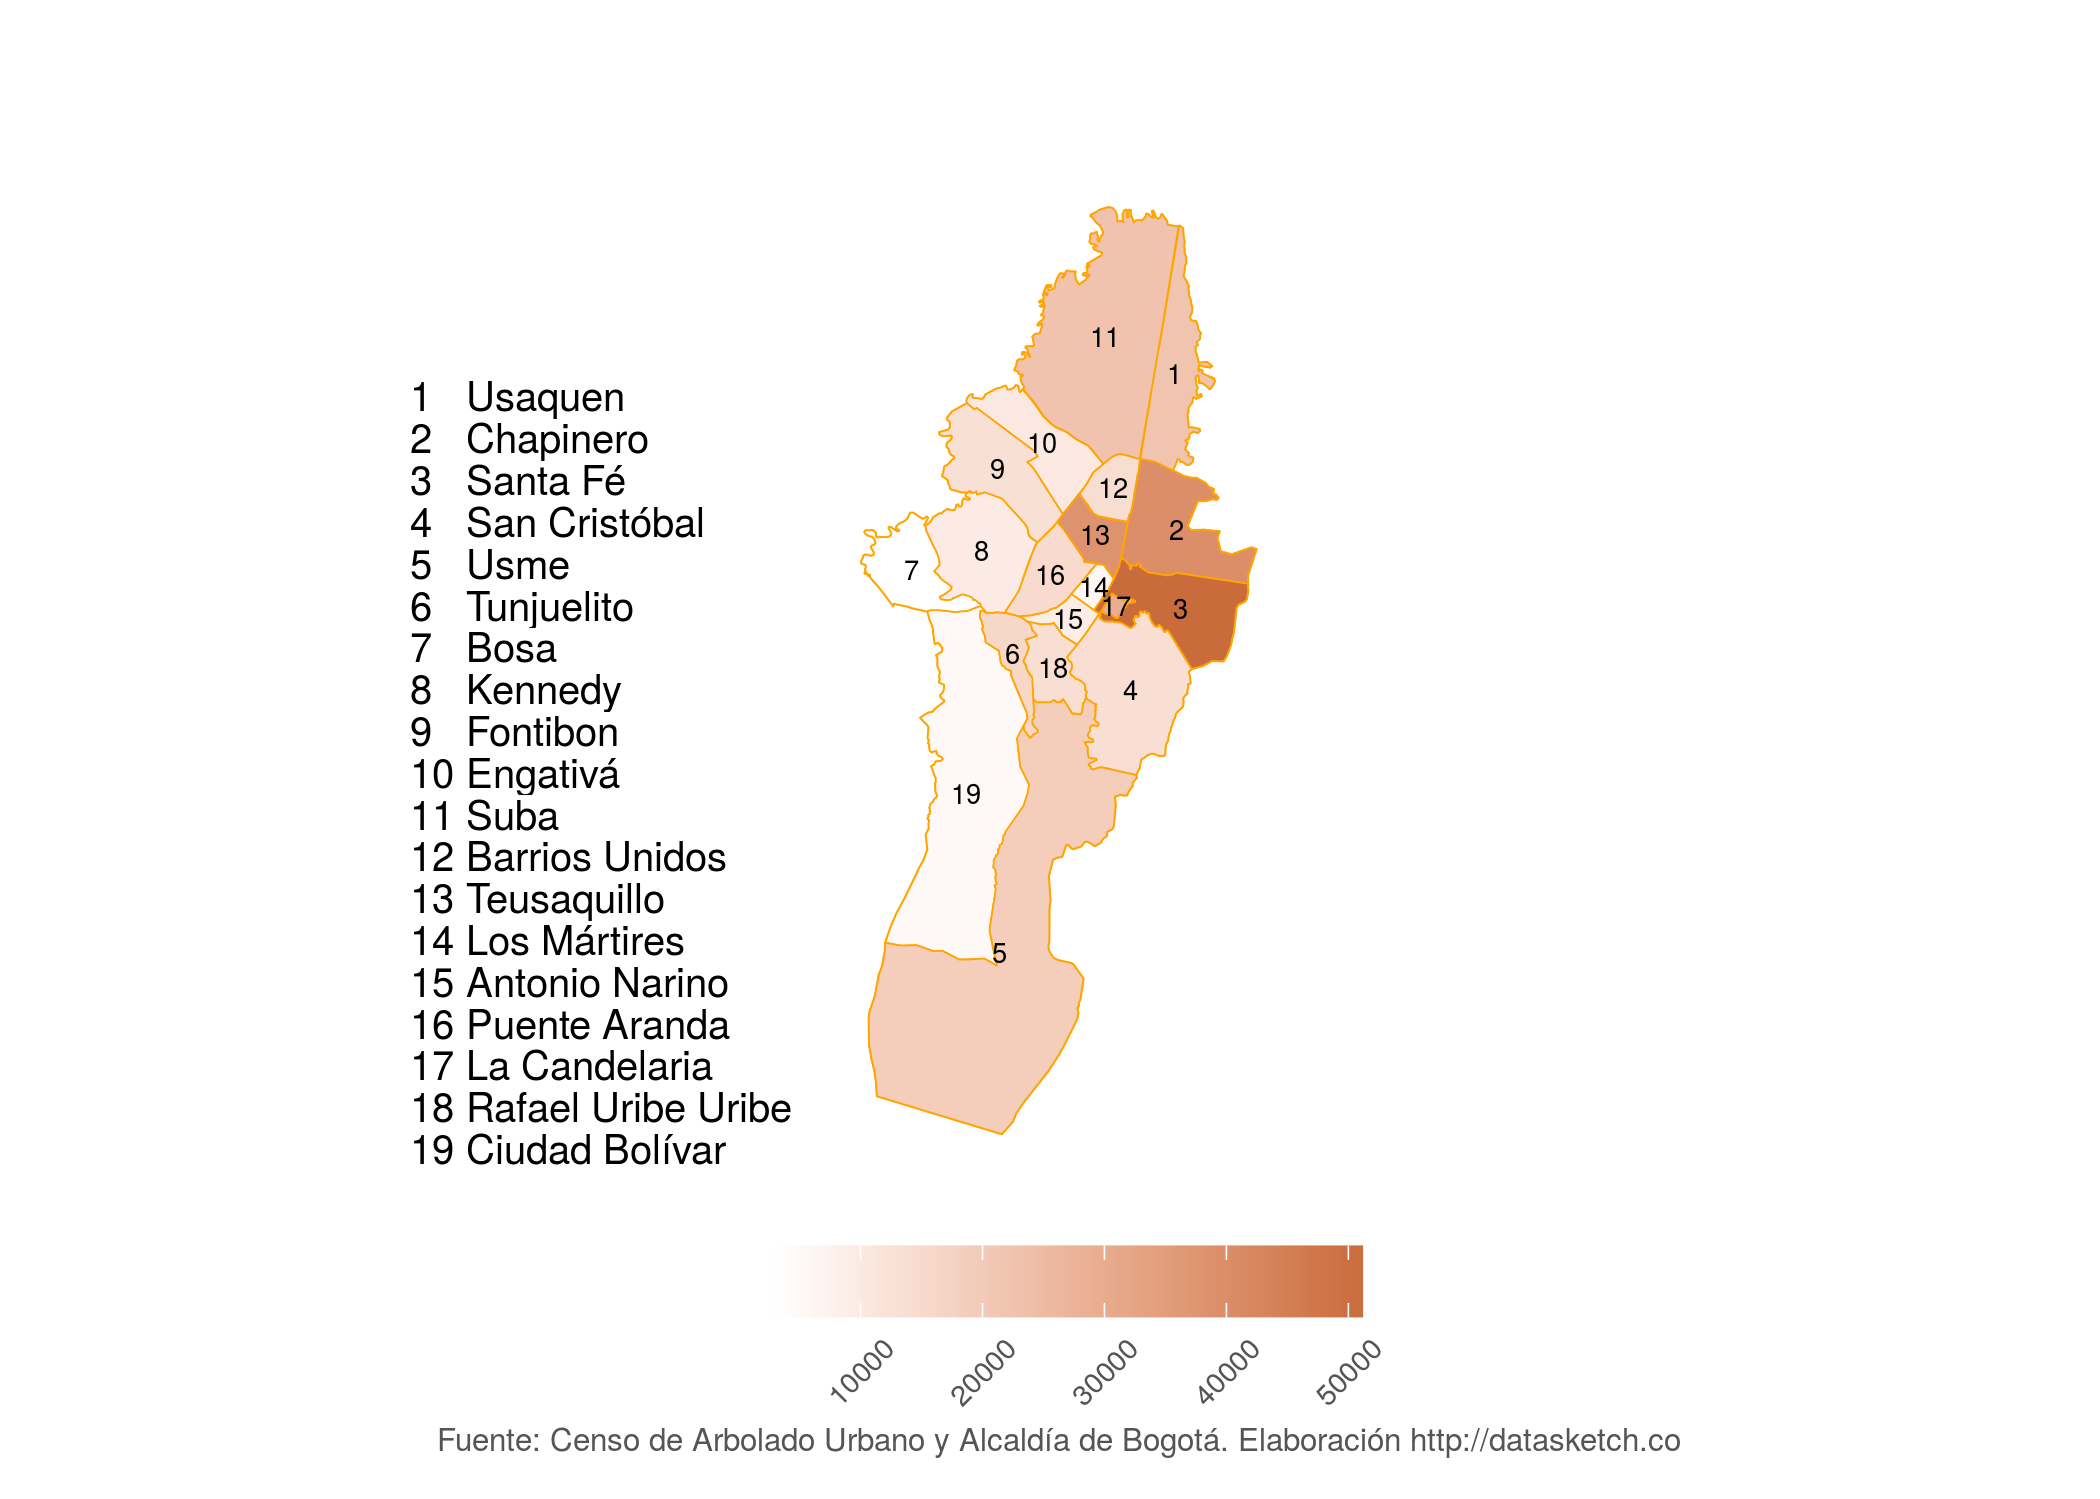 1 Usaquen
2 Chapinero
3 Santa Fé
4 San Cristóbal
5 Usme
6 Tunjuelito
7 Bosa
8 Kennedy
9 Fontibon
10 Engativá
11 Suba
12 Barrios Unidos
13 Teusaquillo
14 Los Mártires
15 Antonio Narino
16 Puente Aranda
17 La Candelaria
18 Rafael Uribe Uribe
19 Ciudad Bolívar
11
1
10
9
12
2
13
8
7
16
14
17
3
15
6
18
4
19
5
10000
20000
30000
40000
50000
Fuente: Censo de Arbolado Urbano y Alcaldía de Bogotá. Elaboración http://datasketch.co